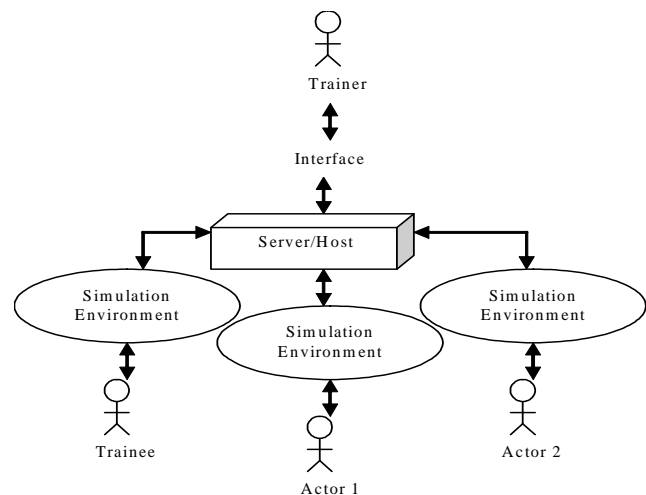 Trainer
Interface
Server/Host
Simulation
Environment
Simulation
Environment
Simulation
Environment
Trainee
Actor 1
Actor 2